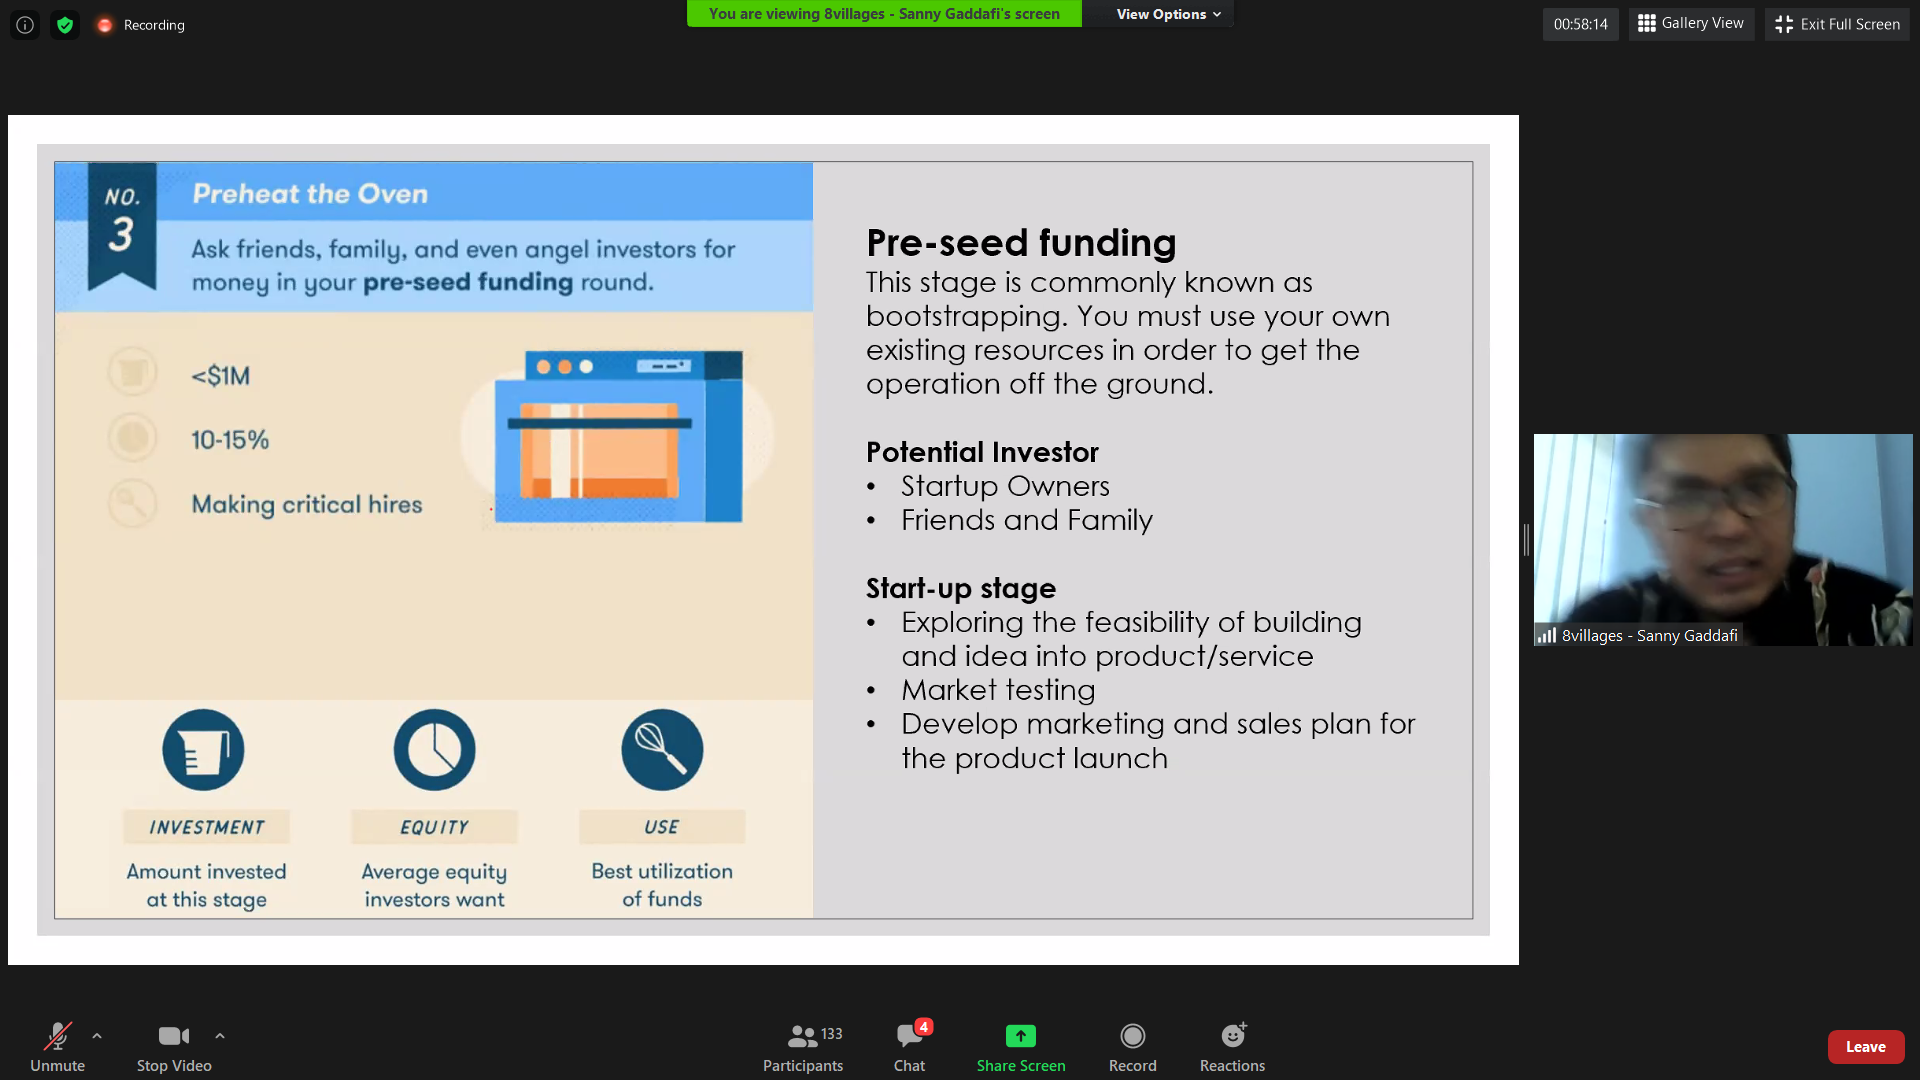 Recording
You are viewing 8villages - Sanny Gaddafi's screen
View Options
00:58:14
Gallery View
Exit Full Screen
NO.
3
Preheat the Oven
Ask friends, family, and even angel investors for
money in your pre-seed funding round.
<$1M
10-15%
Making critical hires
INVESTMENT
Amount invested
at this stage
EQUITY
Average equity
investors want
USE
Best utilization
of funds
Pre-seed funding
This stage is commonly known as
bootstrapping. You must use your own
existing resources in order to get the
operation off the ground.
Potential Investor
• Startup Owners
• Friends and Family
Start-up stage
• Exploring the feasibility of building
and idea into product/service
• Market testing
• Develop marketing and sales plan for
the product launch
8villages - Sanny Gaddafi
Unmute
Stop Video
133
Participants
4
Chat
Share Screen
Record
Reactions
Leave